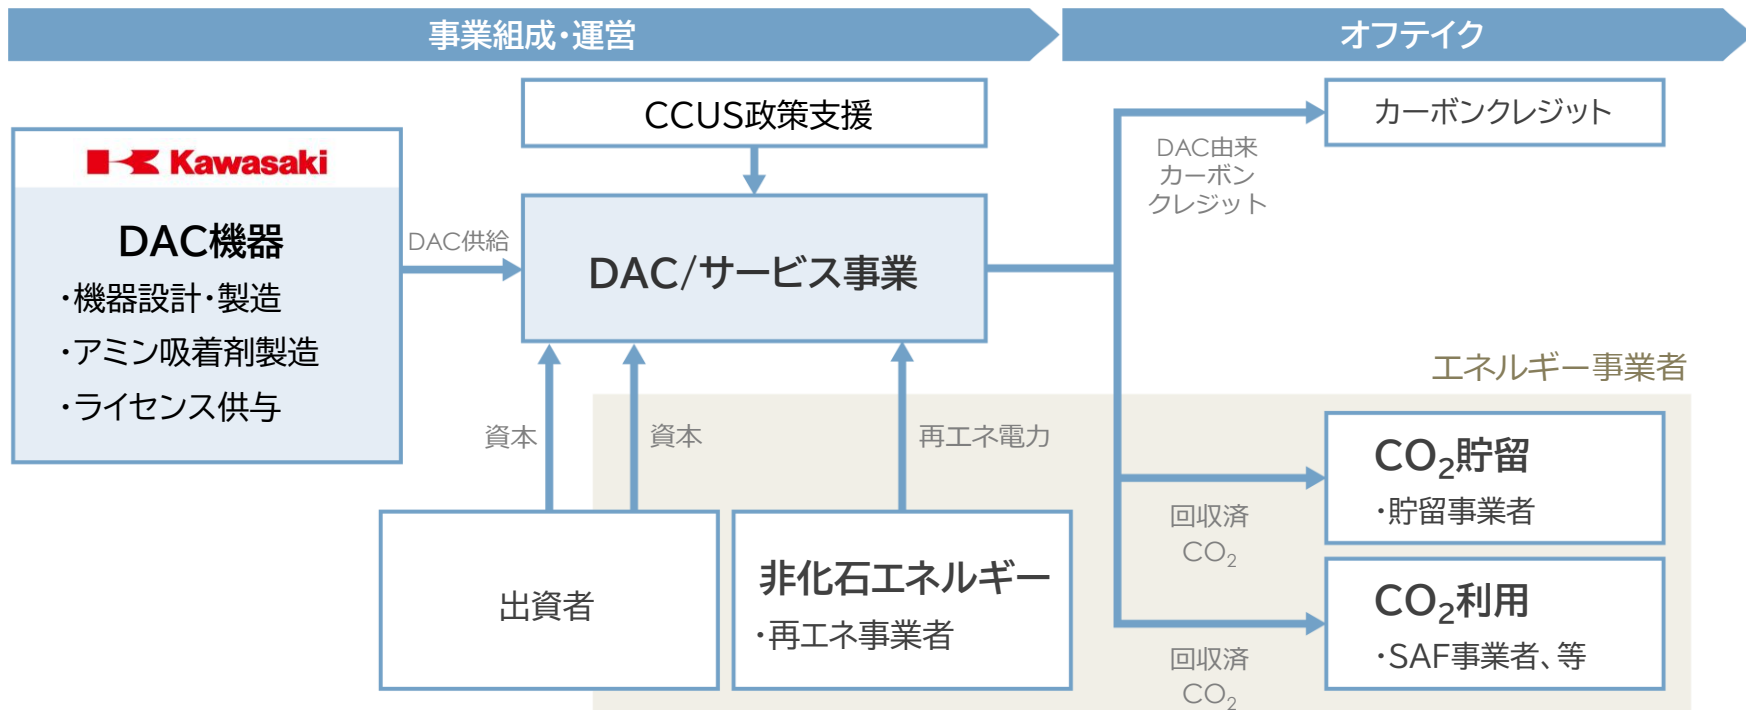 事業組成・運営
オフテイク
CCUS政策支援
カーボンクレジット
Kawasaki
DAC機器
・機器設計・製造
・アミン吸着剤製造
・ライセンス供与
DAC供給
DAC/サービス事業
DAC由来
カーボン
クレジット
エネルギー事業者
資本
資本
再エネ電力
CO₂貯留
・貯留事業者
回収済
CO₂
出資者
非化石エネルギー
・再エネ事業者
CO₂利用
・SAF事業者、等
回収済
CO₂